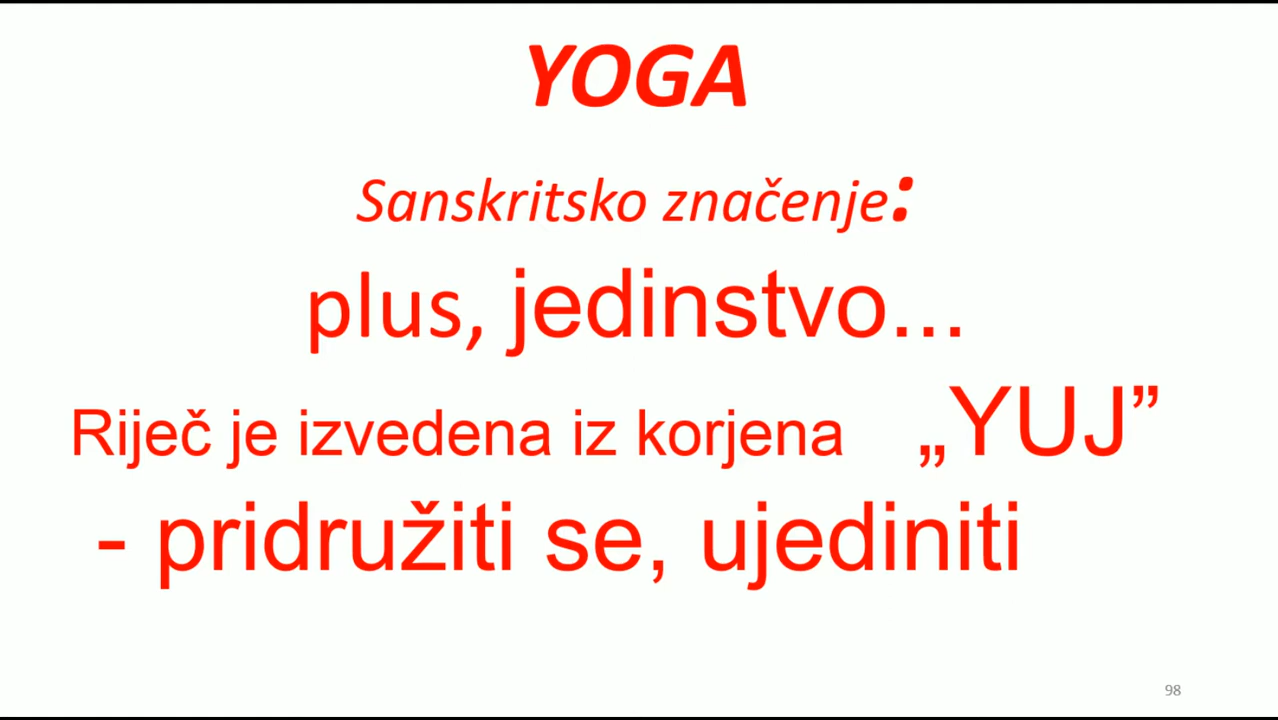 YOGA
Sanskritsko značenje:
plus, jedinstvo...
Riječ je izvedena iz korjena „YUJ”
- pridružiti se, ujediniti
98